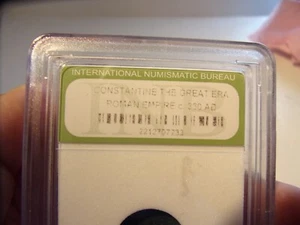 INTERNATIONAL NUMISMATIC BUREAU
CONSTANTINE THE GREAT ERA
ROMAN EMPIRE c. 330 AD